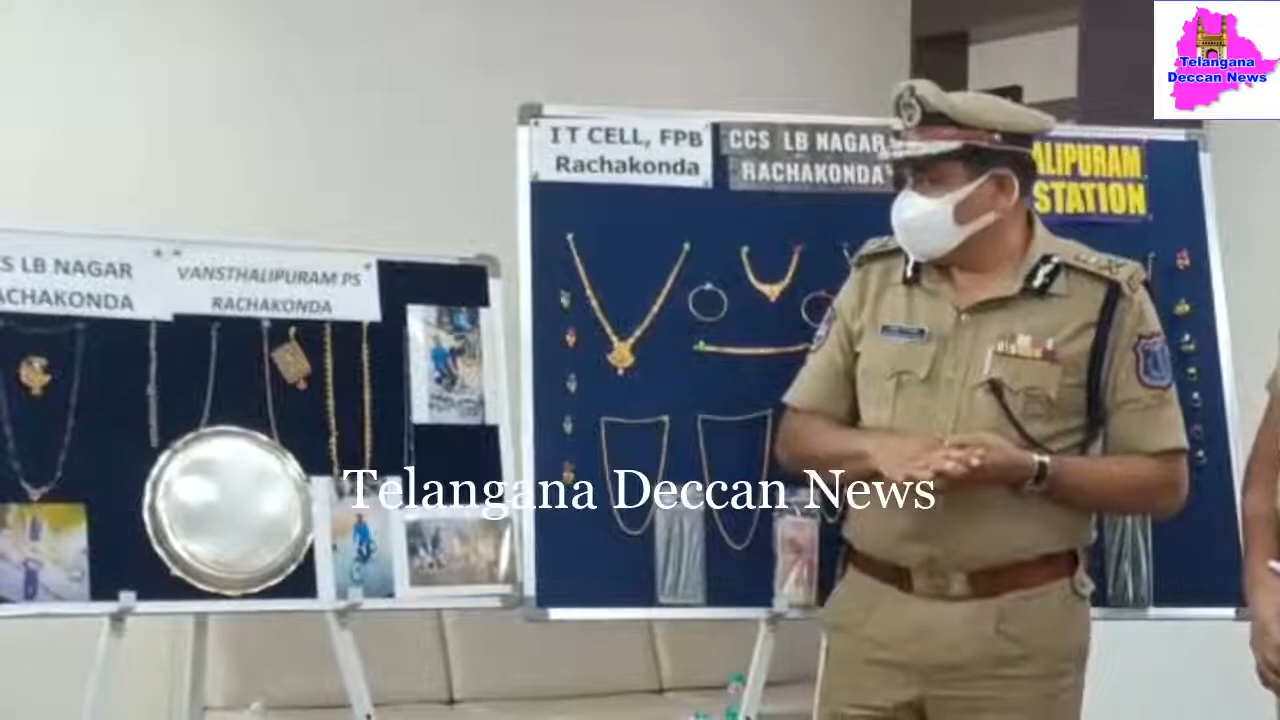 Telangana
Deccan News
I T CELL, FPB
Rachakonda
CCS LB NAGAR
RACHAKONDA
ALIPURAM
STATION
S LB NAGAR
ACHAKONDA
VANSTHALIPURAM PS
RACHAKONDA
Telangana Deccan News